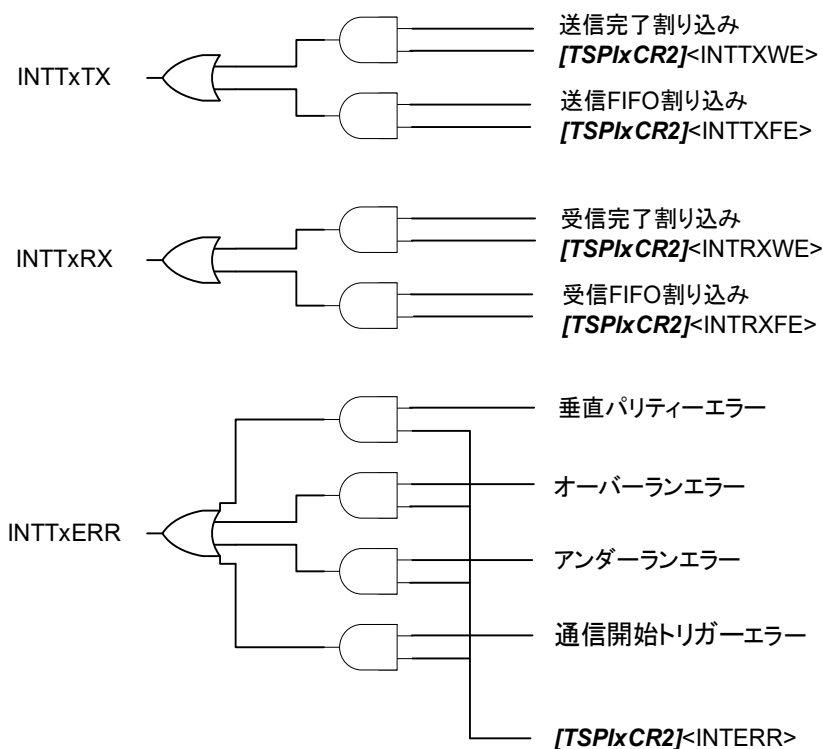 送信完了割り込み
[TSPIxCR2]<INTTXWE>
INTTxTX
送信FIFO割り込み
[TSPIxCR2]<INTTXFE>
受信完了割り込み
[TSPIxCR2]<INTRXWE>
INTTxRX
受信FIFO割り込み
[TSPIxCR2]<INTRXFE>
垂直パリティーエラー
オーバーランエラー
INTTxERR
アンダーランエラー
通信開始トリガーエラー
[TSPIxCR2]<INTERR>